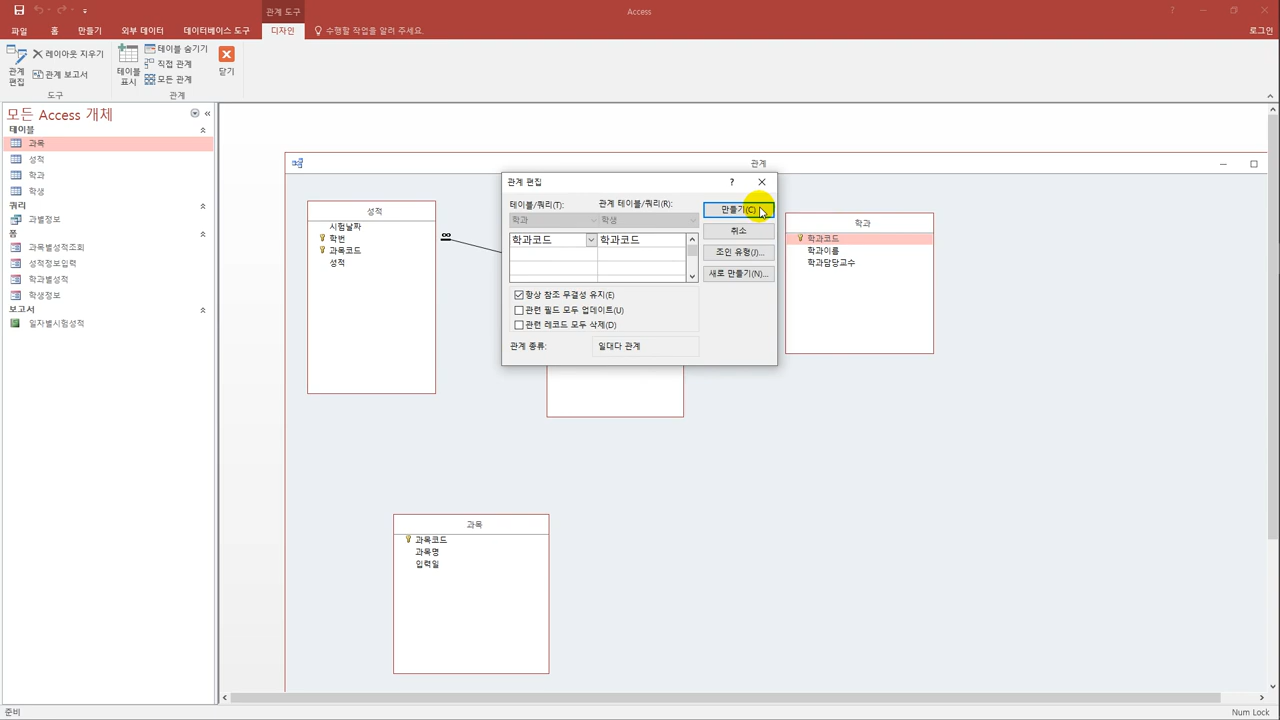 관계 도구
Access
파일
홈
만들기
외부 데이터
데이터베이스 도구
디자인
수행할 작업을 알려 주세요.
로그인
관계
편집
레이아웃 지우기
관계 보고서
도구
테이블
표시
테이블 숨기기
직접 관계
모든 관계
관계
닫기
모든 Access 개체
테이블
과목
성적
학과
학생
쿼리
과별정보
폼
과목별성적조회
성적정보입력
학과별성적
학생정보
보고서
일자별시험성적
관계
성적
시험날짜
학번
과목코드
성적
관계 편집
?
테이블/쿼리(T):
관계 테이블/쿼리(R):
학과
학생
학과코드
학과코드
만들기(C)
취소
조인 유형(J)...
새로 만들기(N)...
항상 참조 무결성 유지(E)
관련 필드 모두 업데이트(U)
관련 레코드 모두 삭제(D)
관계 종류:
일대다 관계
학과
학과코드
학과이름
학과담당교수
과목
과목코드
과목명
입력일
준비
Num Lock